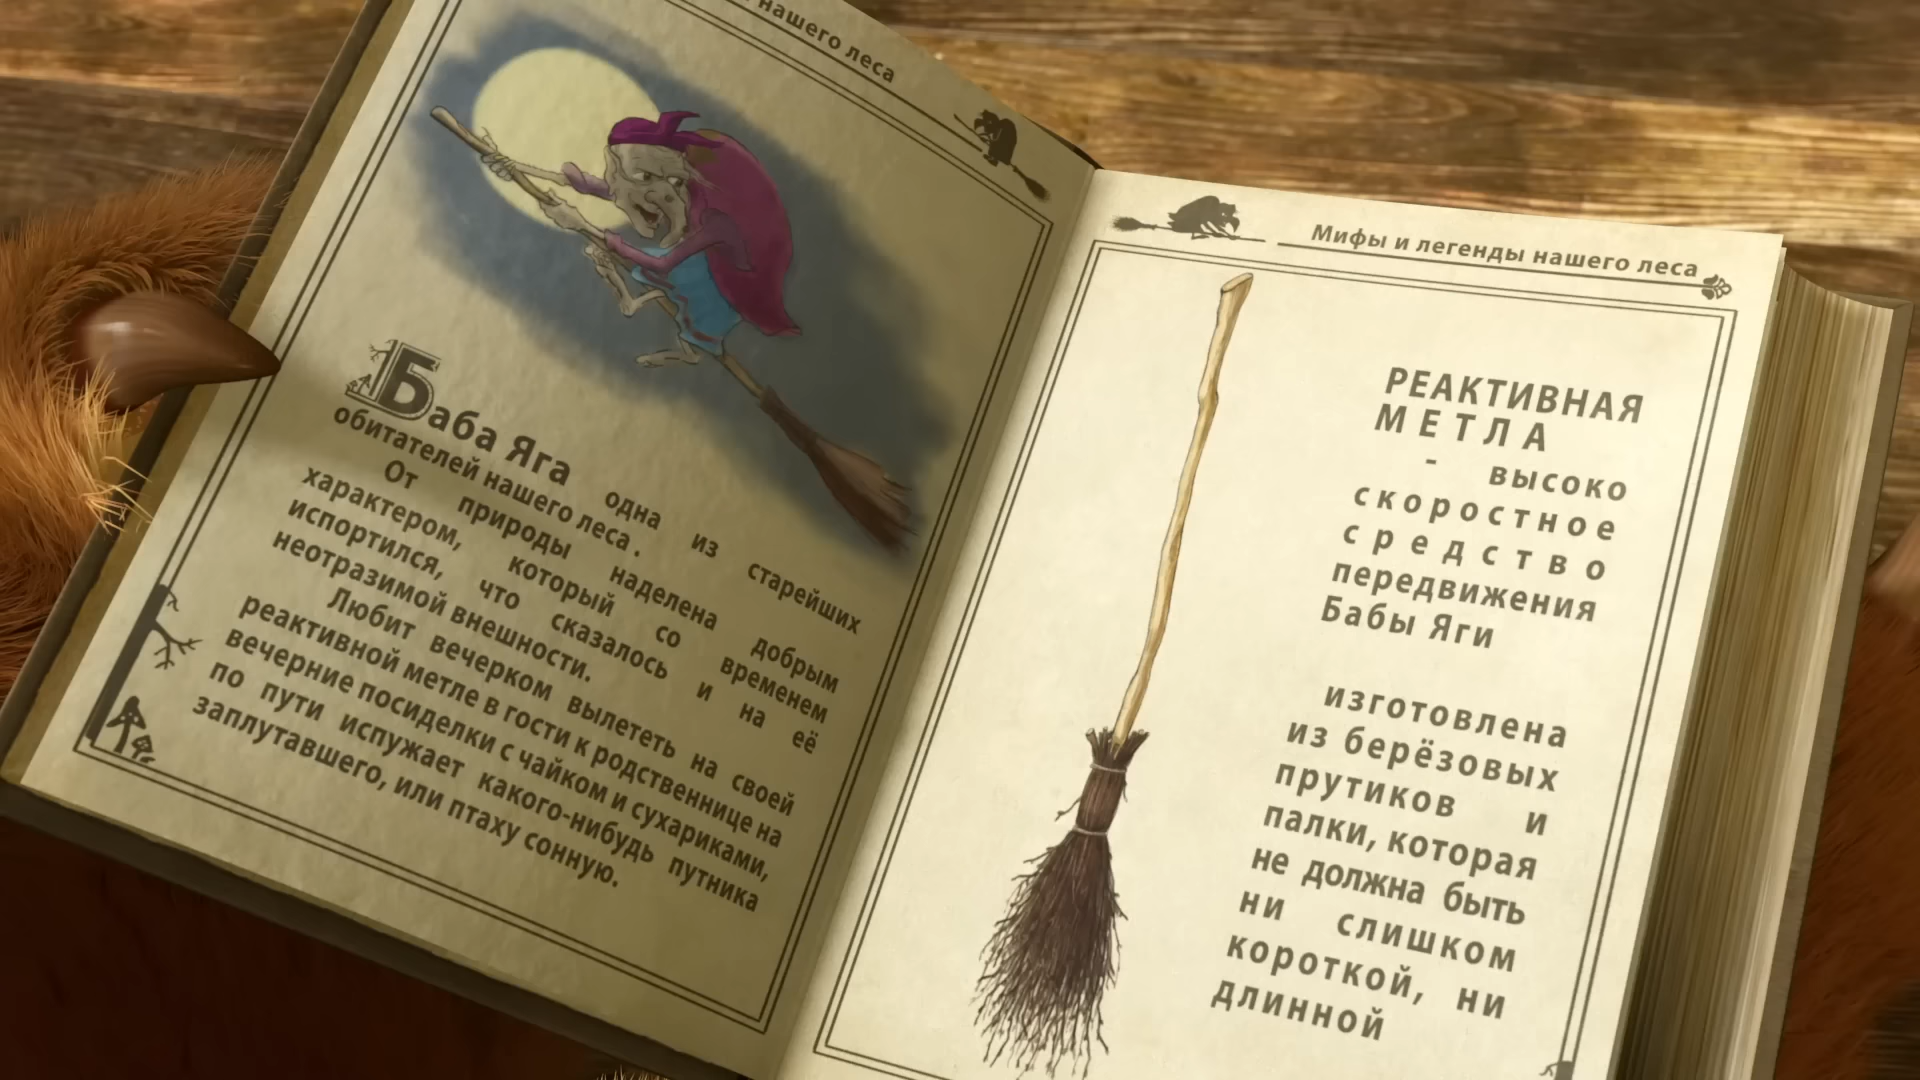 нашего леса
Баба Яга одна из старейших
обитателей нашего леса.
От природы наделена добрым
характером, который со временем
испортился, что сказалось и на её
неотразимой внешности.
Любит вечерком вылететь на своей
реактивной метле в гости к родственнице на
вечерние посиделки с чайком и сухариками,
по пути испужает какого-нибудь путника
заплутавшего, или птаху сонную.
Мифы и легенды нашего леса
РЕАКТИВНАЯ
МЕТЛА
- высоко
скоростное
средство
передвижения
Бабы Яги
изготовлена
из берёзовых
прутиков и
палки, которая
не должна быть
ни слишком
короткой, ни
длинной